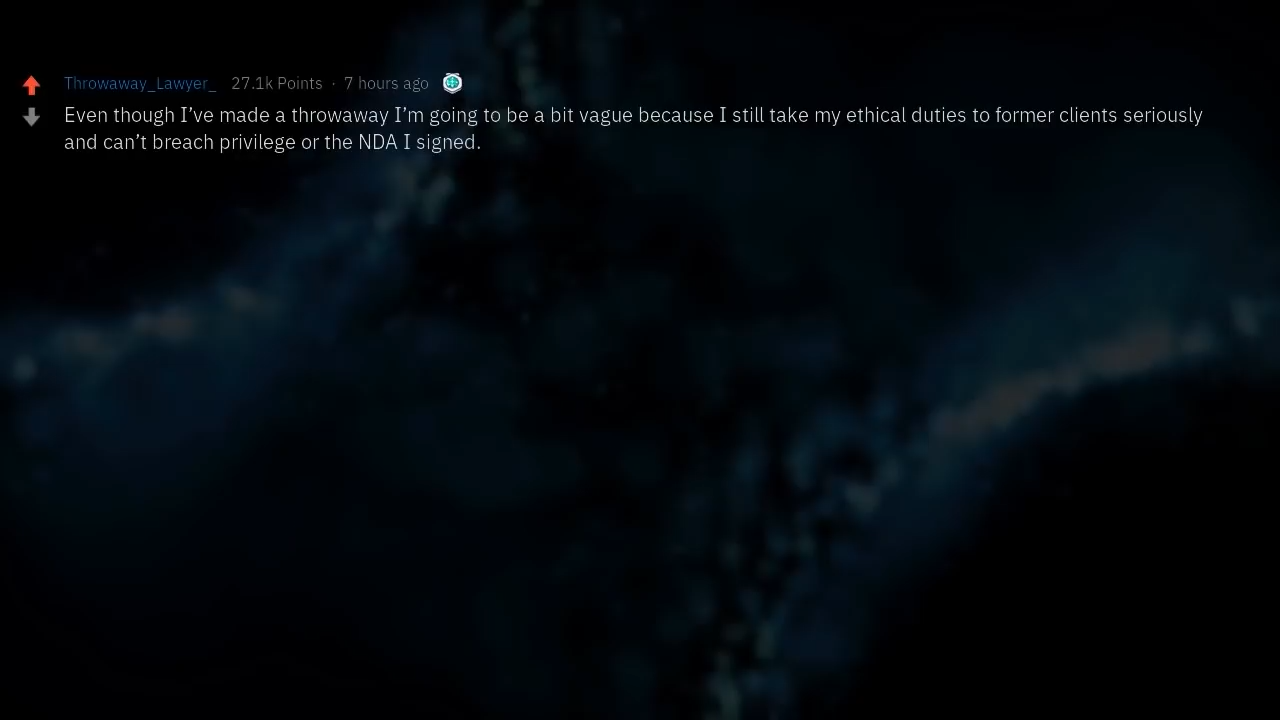 Throwaway_Lawyer_ 27.1k Points · 7 hours ago
Even though I’ve made a throwaway I’m going to be a bit vague because I still take my ethical duties to former clients seriously
and can’t breach privilege or the NDA I signed.